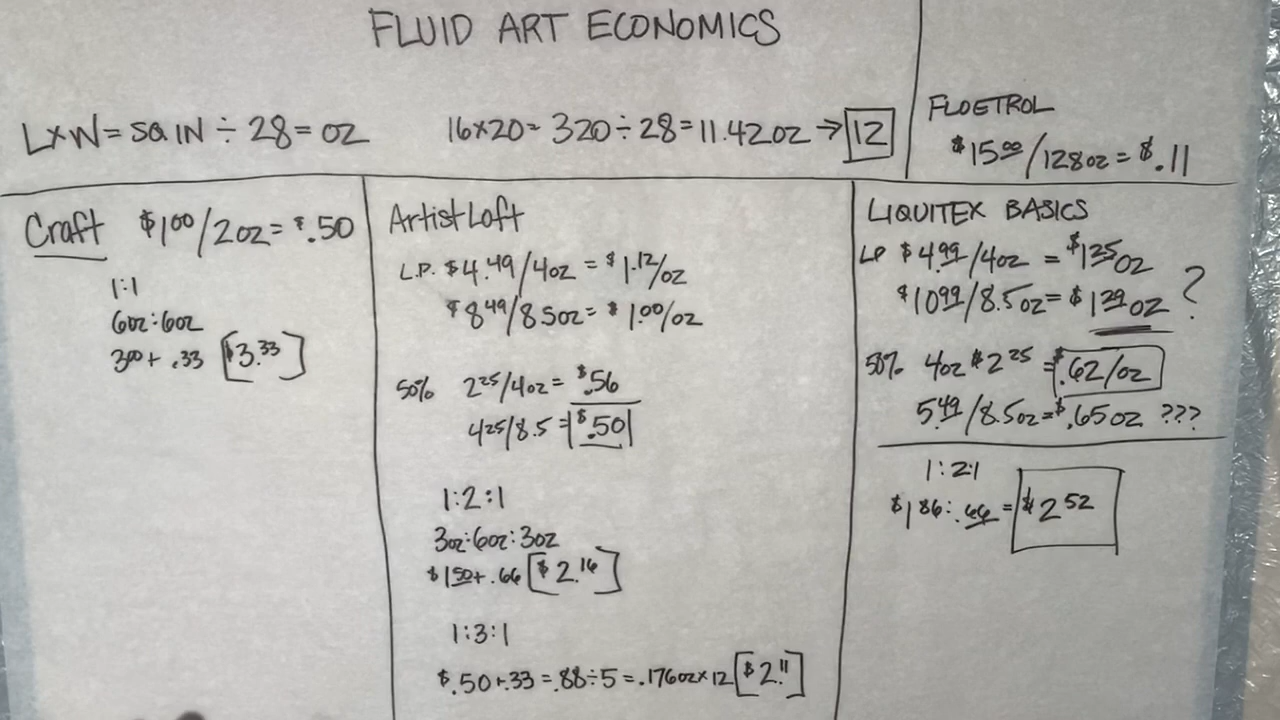 FLUID ART ECONOMICS
LxW = SQ IN ÷ 28 = OZ
16x20 = 320 ÷ 28 = 11.42 OZ → 12
FLOETROL
$15.00/128oz = $.11
Craft $1.00/2oz = $.50
1:1
6oz:6oz
3.00 + .33 [$3.33]
Artist Loft
L.P. $4.49/4oz = $1.12/oz
$8.49/8.5oz = $1.00/oz
50% 2.25/4oz = $.56
4.25/8.5 = $.50
1:2:1
3oz:6oz:3oz
$1.50 + .66 [$2.16]
1:3:1
$.50 + .33 = .88 ÷ 5 = .176oz x 12 [$2.11]
LIQUITEX BASICS
LP $4.99/4oz = $1.25 oz
$10.99/8.5oz = $1.29 oz ?
50% 4oz $2.25 = $.62/oz
5.49/8.5oz = $.65 oz ???
1:2:1
$1.86 : .66 = $2.52